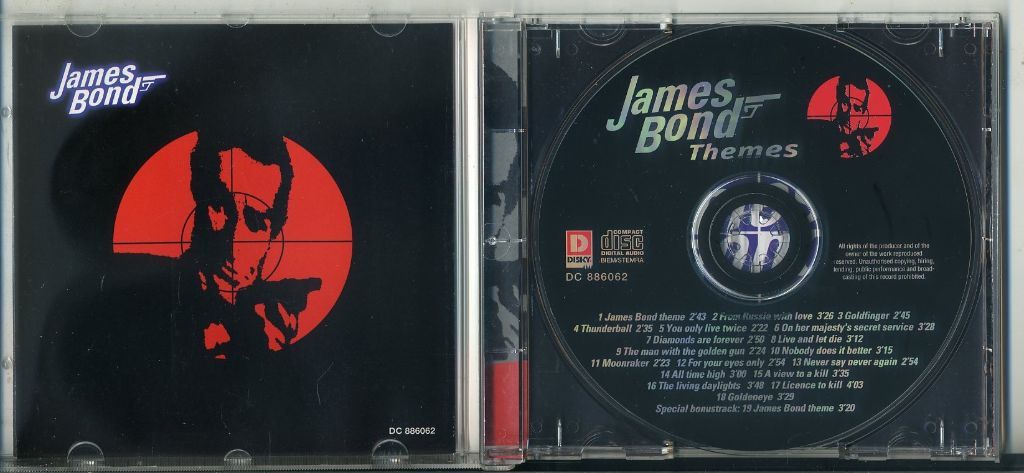 James
Bond
DC 886062
James
Bond
Themes
D
DISKY
COMPACT
disc
DIGITAL AUDIO
BIEM/STEMRA
DC 886062
All rights of the producer and of the
owner of the work reproduced
reserved. Unauthorised copying, hiring,
lending, public performance and broad-
casting of this record prohibited.
1 James Bond theme 2'43 2 From Russia with love 3'26 3 Goldfinger 2'45
4 Thunderball 2'35 5 You only live twice 2'22 6 On her majesty's secret service 3'28
7 Diamonds are forever 2'50 8 Live and let die 3'12
9 The man with the golden gun 2'24 10 Nobody does it better 3'15
11 Moonraker 2'23 12 For your eyes only 2'54 13 Never say never again 2'54
14 All time high 3'00 15 A view to a kill 3'35
16 The living daylights 3'48 17 Licence to kill 4'03
18 Goldeneye 3'29
Special bonustrack: 19 James Bond theme 3'20